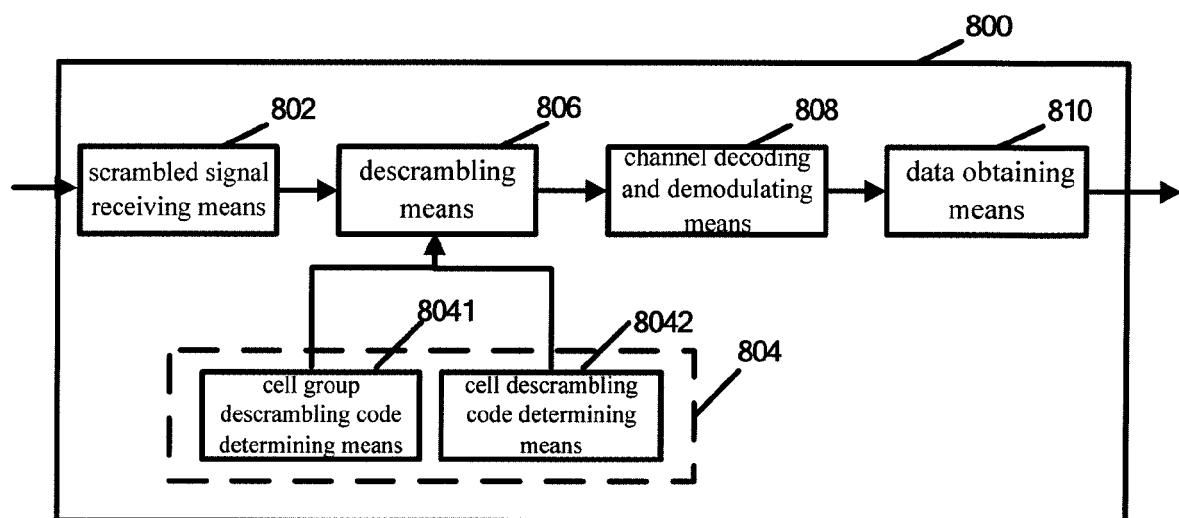 800
802
806
808
810
scrambled signal
receiving means
descrambling
means
channel decoding
and demodulating
means
data obtaining
means
8041
8042
804
cell group
descrambling code
determining means
cell descrambling
code determining
means